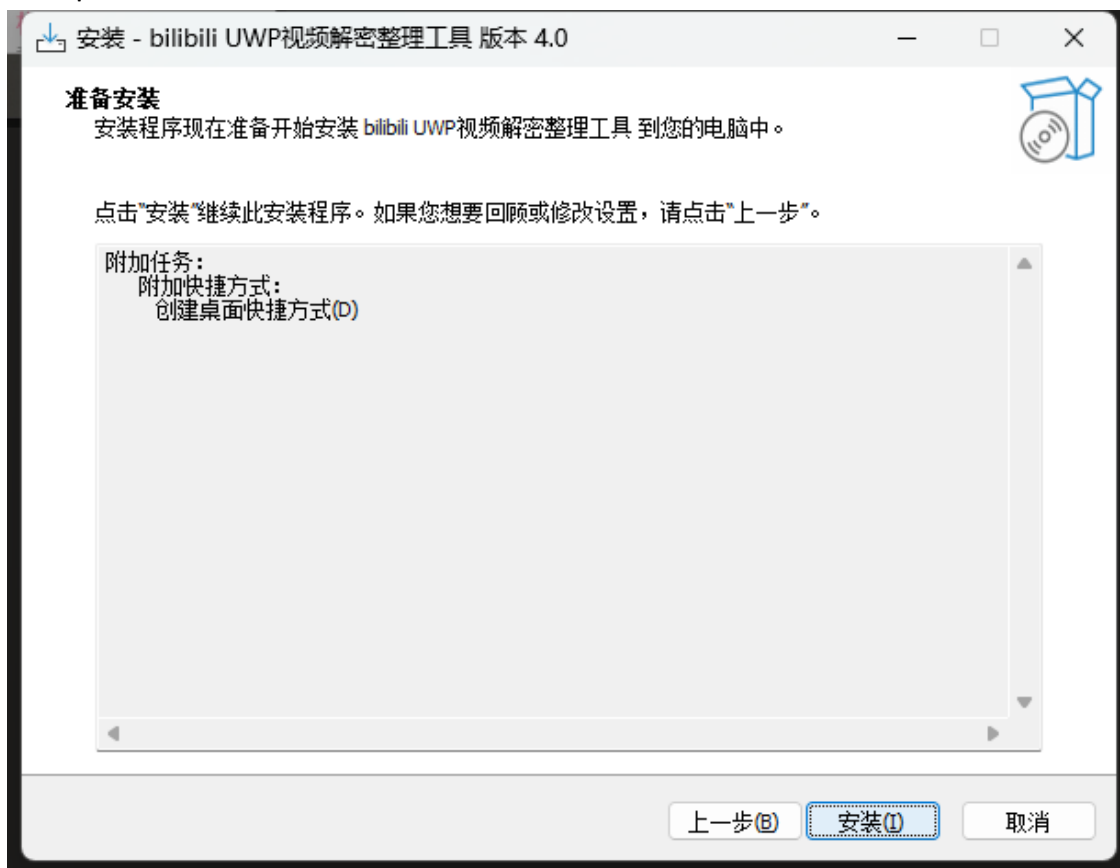 安装 - bilibili UWP视频解密整理工具 版本 4.0
准备安装
安装程序现在准备开始安装 bilibili UWP视频解密整理工具 到您的电脑中。
点击"安装"继续此安装程序。如果您想要回顾或修改设置，请点击"上一步"。
附加任务：
附加快捷方式：
创建桌面快捷方式(D)
上一步(B) 安装(I) 取消